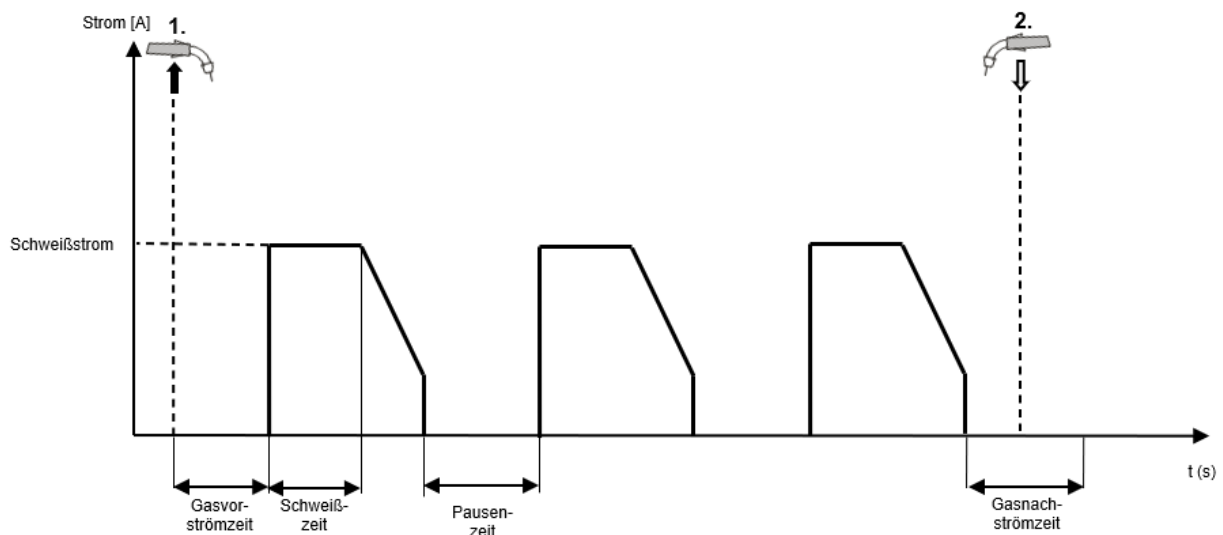 Strom [A]
1.
2.
Schweißstrom
t (s)
Gasvor-
strömzeit
Schweiß-
zeit
Pausen-
zeit
Gasnach-
strömzeit